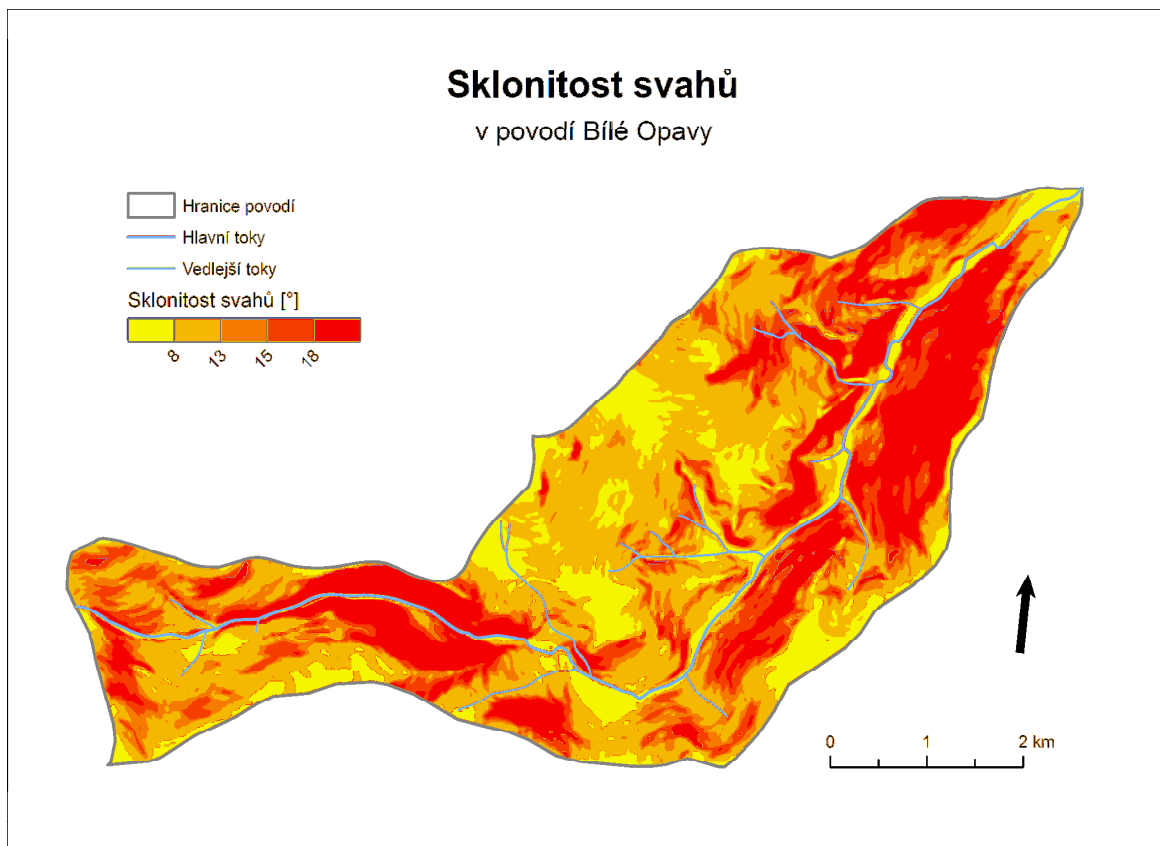 Sklonitost svahů
v povodí Bílé Opavy
Hranice povodí
Hlavní toky
Vedlejší toky
Sklonitost svahů [°]
8 13 15 18
0 1 2 km